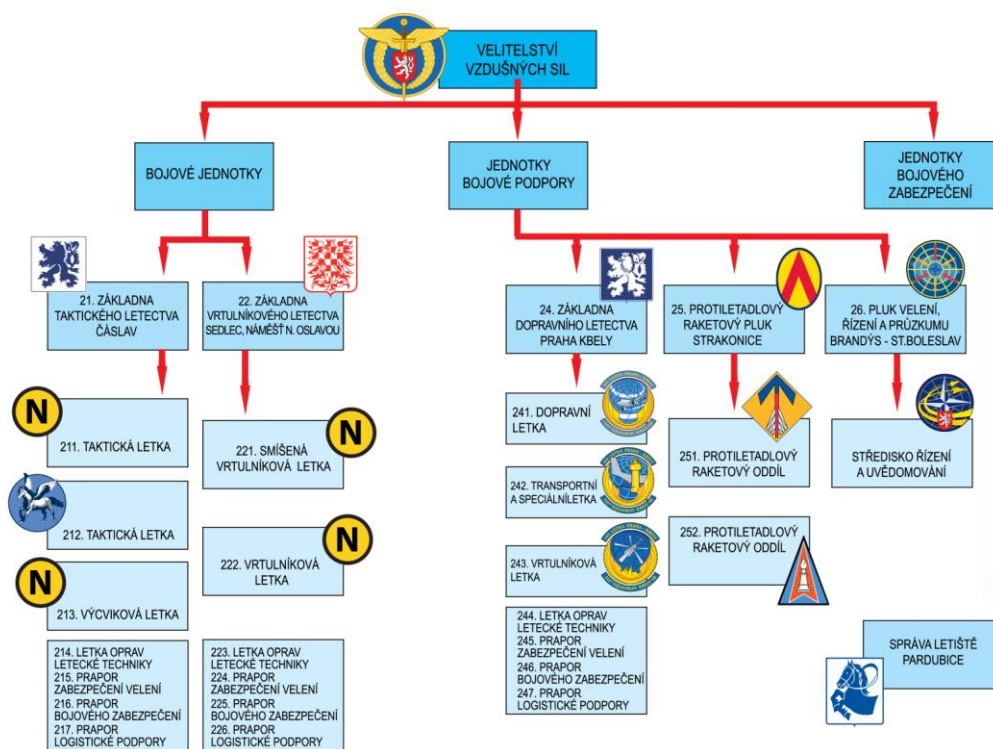 VELITELSTVÍ
VZDUŠNÝCH SIL
BOJOVÉ JEDNOTKY
JEDNOTKY
BOJOVÉ PODPORY
JEDNOTKY
BOJOVÉHO
ZABEZPEČENÍ
21. ZÁKLADNA
TAKTICKÉHO LETECTVA
ČÁSLAV
22. ZÁKLADNA
VRTULNÍKOVÉHO LETECTVA
SEDLEC, NÁMĚŠŤ N. OSLAVOU
24. ZÁKLADNA
DOPRAVNÍHO LETECTVA
PRAHA KBELY
25. PROTILETADLOVÝ
RAKETOVÝ PLUK
STRAKONICE
26. PLUK VELENÍ,
ŘÍZENÍ A PRŮZKUMU
BRANDÝS - ST.BOLESLAV
N
211. TAKTICKÁ LETKA
212. TAKTICKÁ LETKA
N
213. VÝCVIKOVÁ LETKA
214. LETKA OPRAV
LETECKÉ TECHNIKY
215. PRAPOR
ZABEZPEČENÍ VELENÍ
216. PRAPOR
BOJOVÉHO ZABEZPEČENÍ
217. PRAPOR
LOGISTICKÉ PODPORY
N
221. SMÍŠENÁ
VRTULNÍKOVÁ LETKA
N
222. VRTULNÍKOVÁ
LETKA
223. LETKA OPRAV
LETECKÉ TECHNIKY
224. PRAPOR
ZABEZPEČENÍ VELENÍ
225. PRAPOR
BOJOVÉHO ZABEZPEČENÍ
226. PRAPOR
LOGISTICKÉ PODPORY
241. DOPRAVNÍ
LETKA
242. TRANSPORTNÍ
A SPECIÁLNÍLETKA
243. VRTULNÍKOVÁ
LETKA
244. LETKA OPRAV
LETECKÉ TECHNIKY
245. PRAPOR
ZABEZPEČENÍ VELENÍ
246. PRAPOR
BOJOVÉHO ZABEZPEČENÍ
247. PRAPOR
LOGISTICKÉ PODPORY
251. PROTILETADLOVÝ
RAKETOVÝ ODDÍL
252. PROTILETADLOVÝ
RAKETOVÝ ODDÍL
STŘEDISKO ŘÍZENÍ
A UVĚDOMOVÁNÍ
SPRÁVA LETIŠTĚ
PARDUBICE